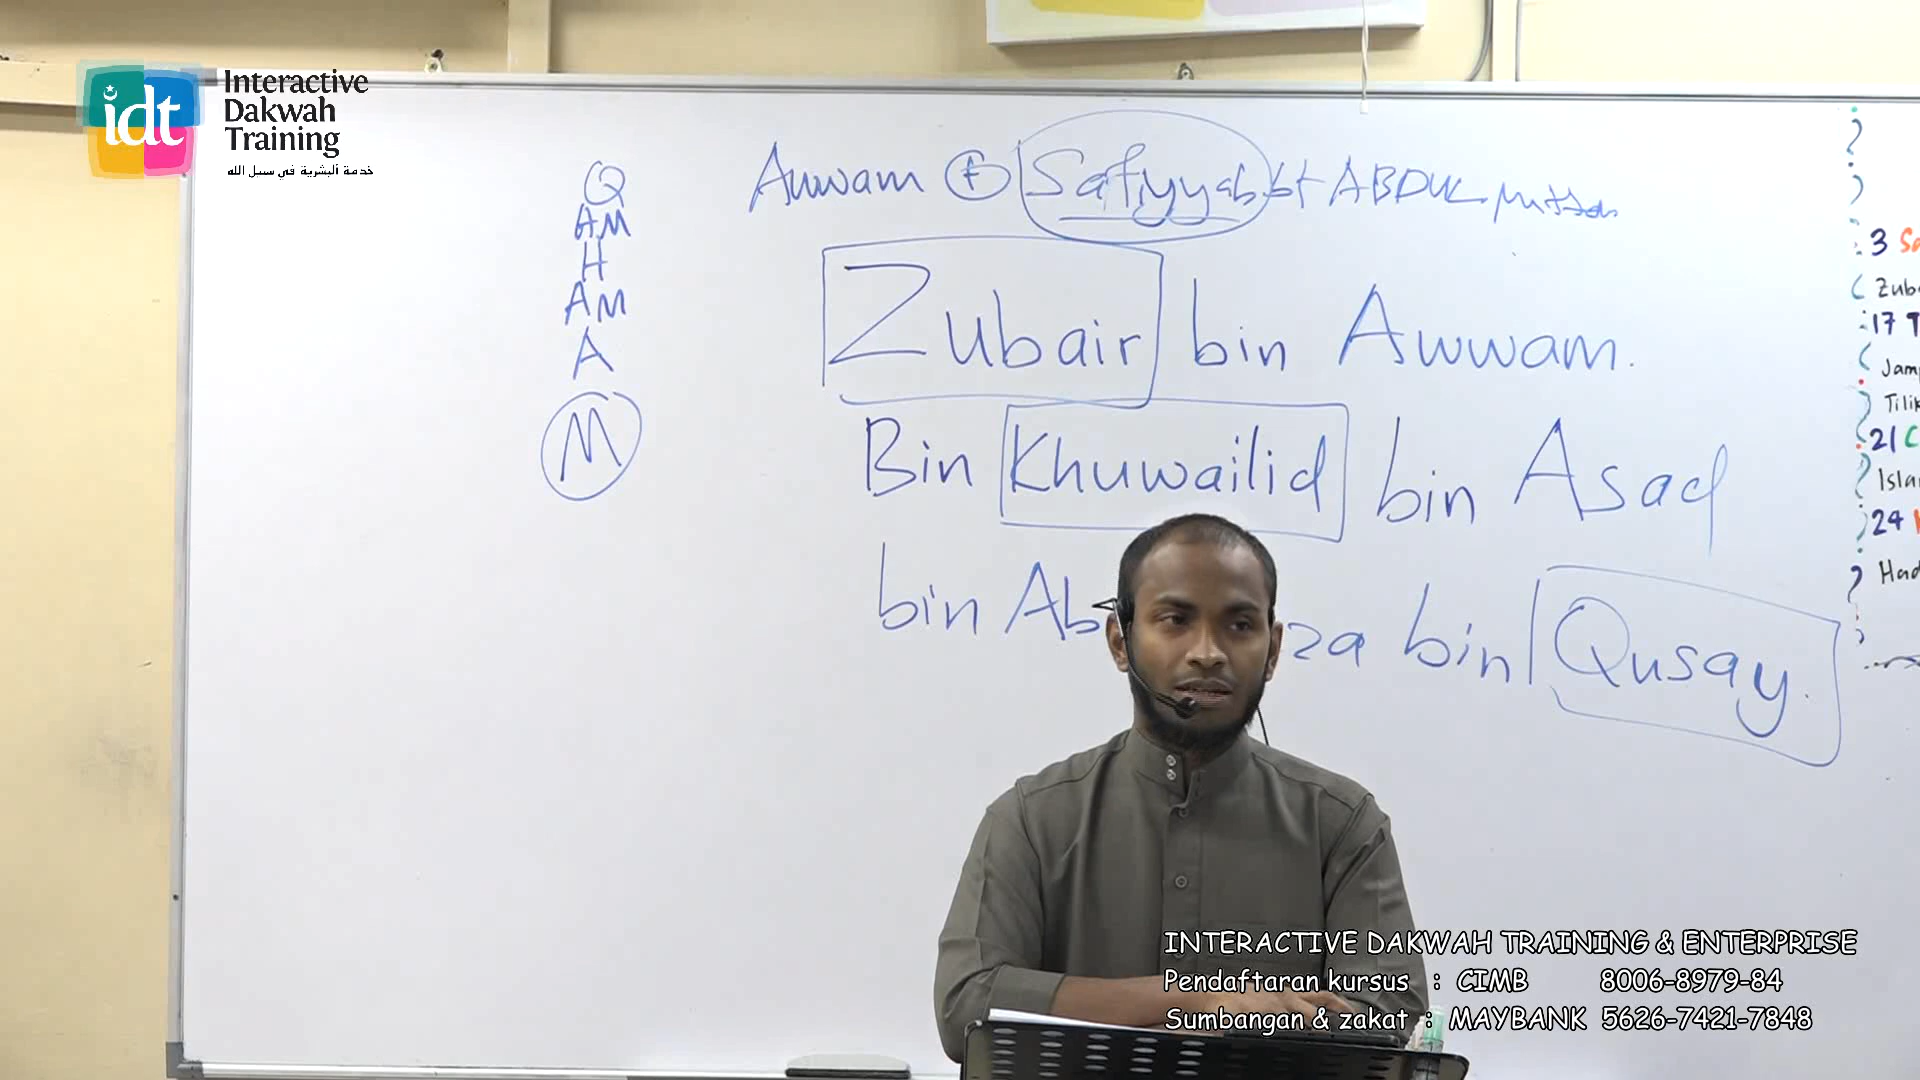 idt
Interactive
Dakwah
Training
خدمة البشرية في سبيل الله
Q
AM
H
AM
A
M
Awwam + Safiyyah bt ABDUL
Zubair bin Awwam.
Bin Khuwailid bin Asad
bin Ab za bin Qusay.
3
17
21
24
INTERACTIVE DAKWAH TRAINING & ENTERPRISE
Pendaftaran kursus : CIMB 8006-8979-84
Sumbangan & zakat : MAYBANK 5626-7421-7848